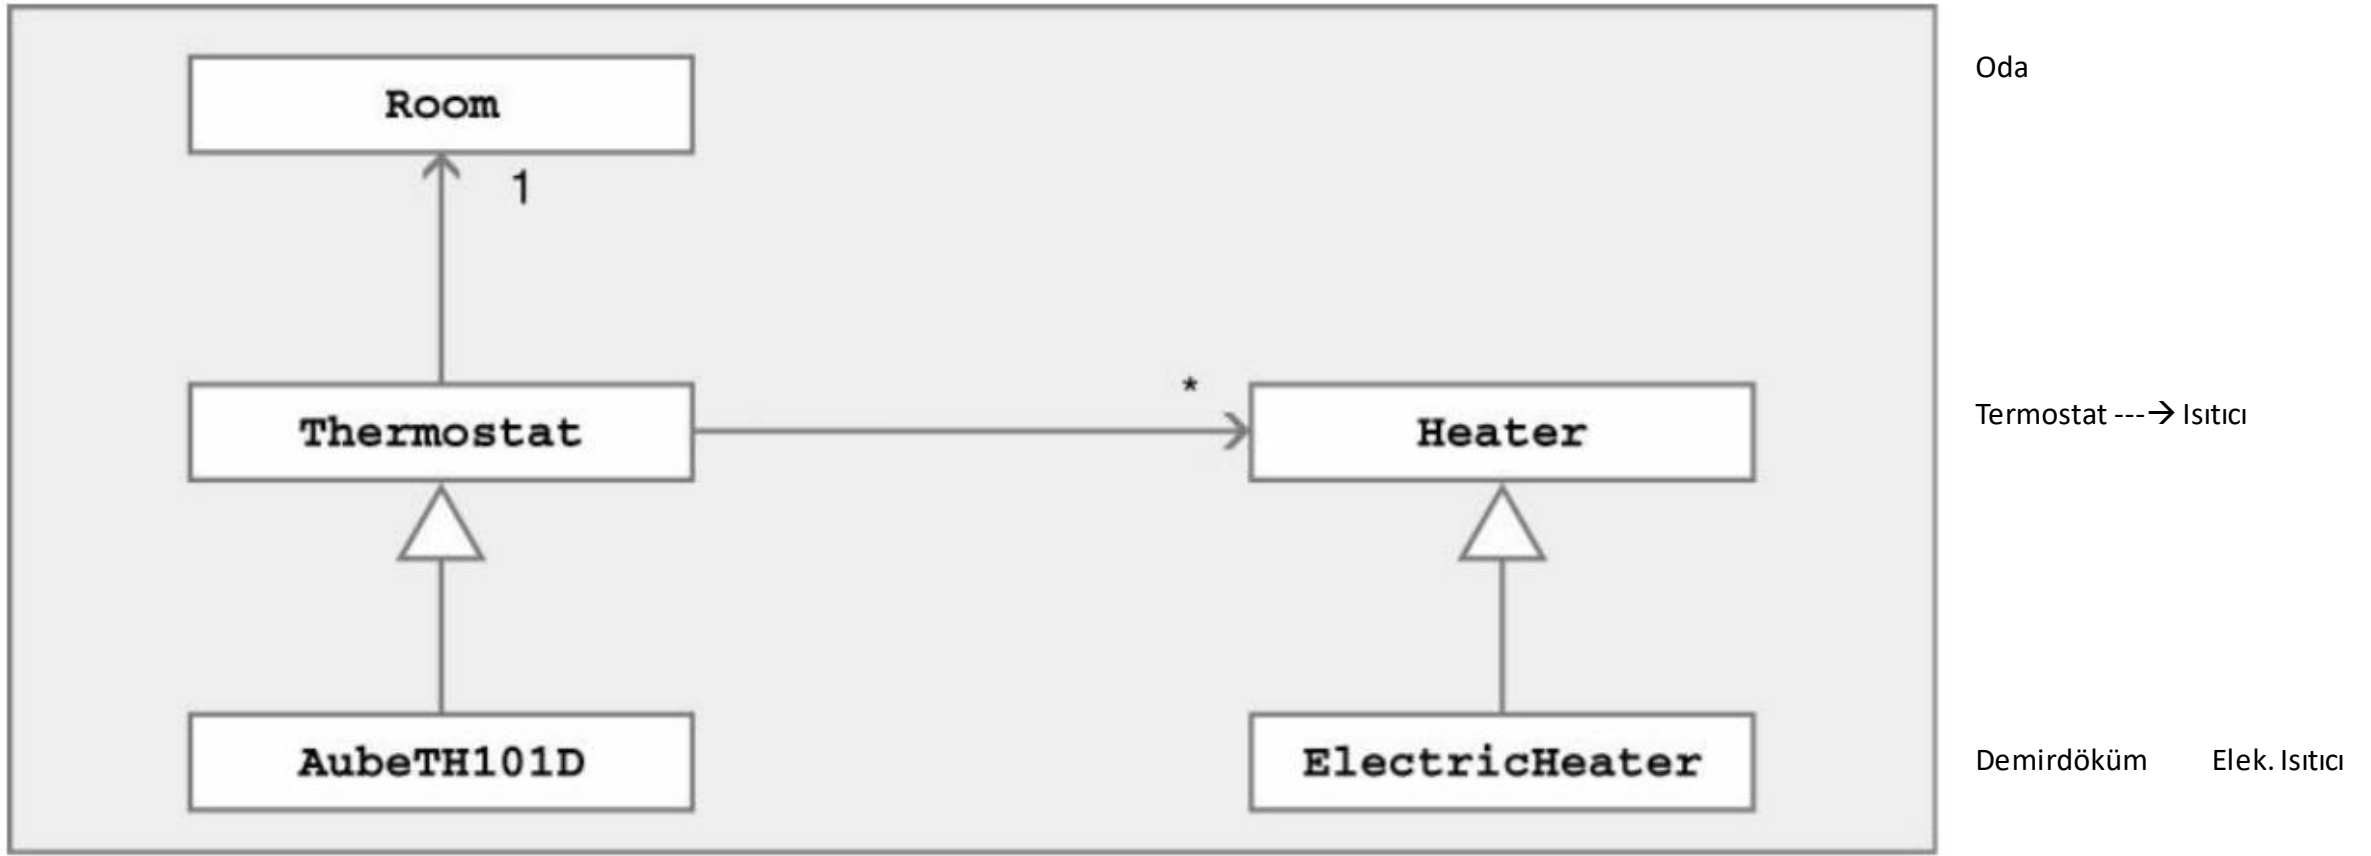 Room
Oda
1
*
Thermostat
Heater
Termostat ---→ Isıtıcı
AubeTH101D
ElectricHeater
Demirdöküm Elek. Isıtıcı